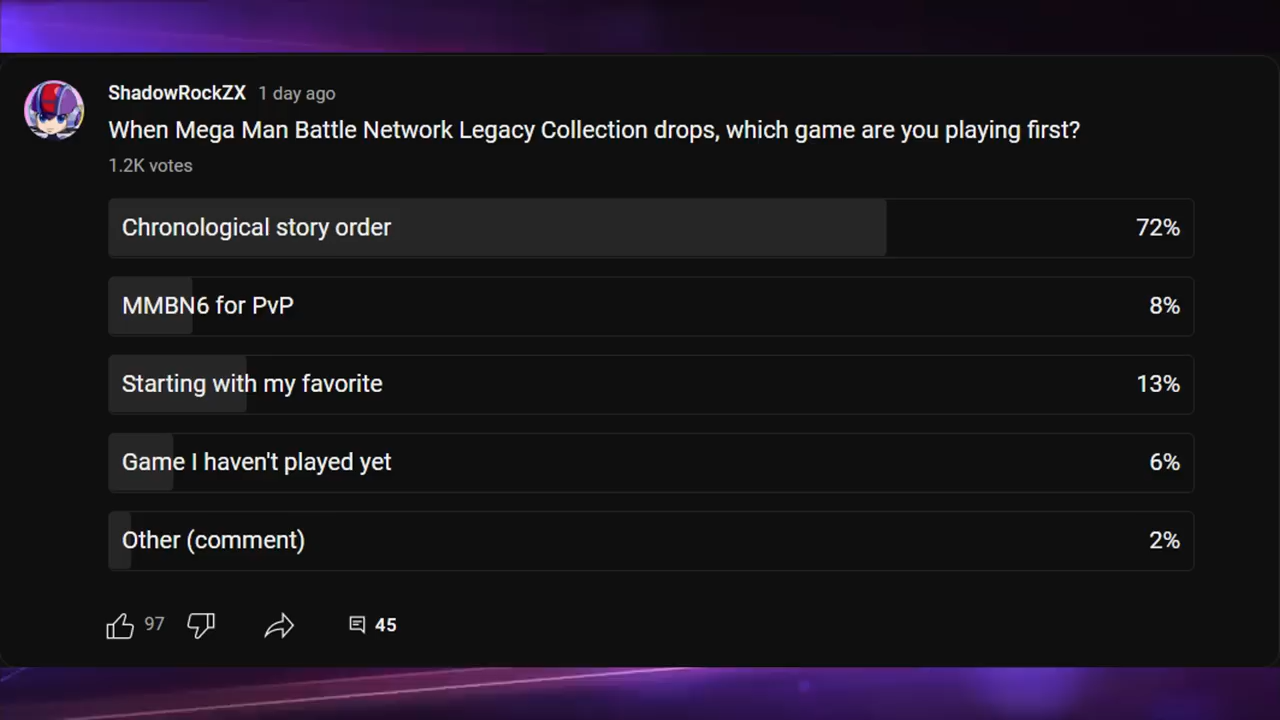 ShadowRockZX 1 day ago
When Mega Man Battle Network Legacy Collection drops, which game are you playing first?
1.2K votes
Chronological story order 72%
MMBN6 for PvP 8%
Starting with my favorite 13%
Game I haven't played yet 6%
Other (comment) 2%
97 45